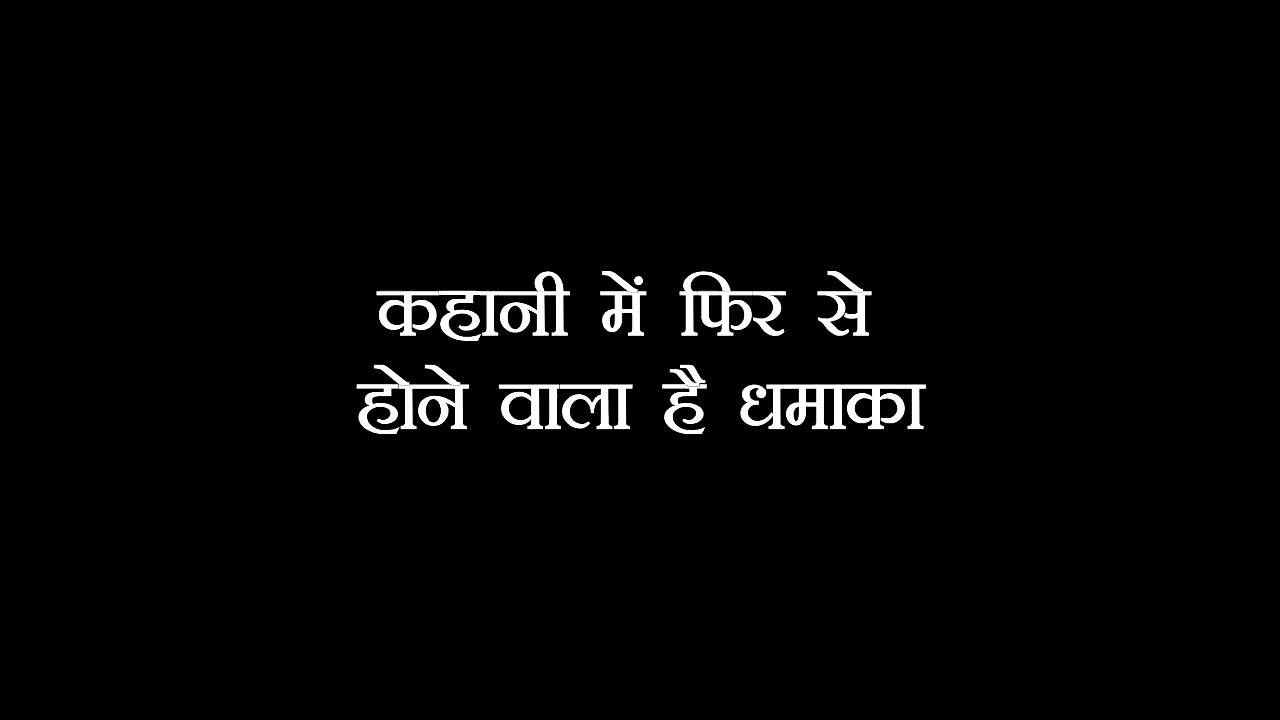 कहानी में फिर से
होने वाला है धमाका